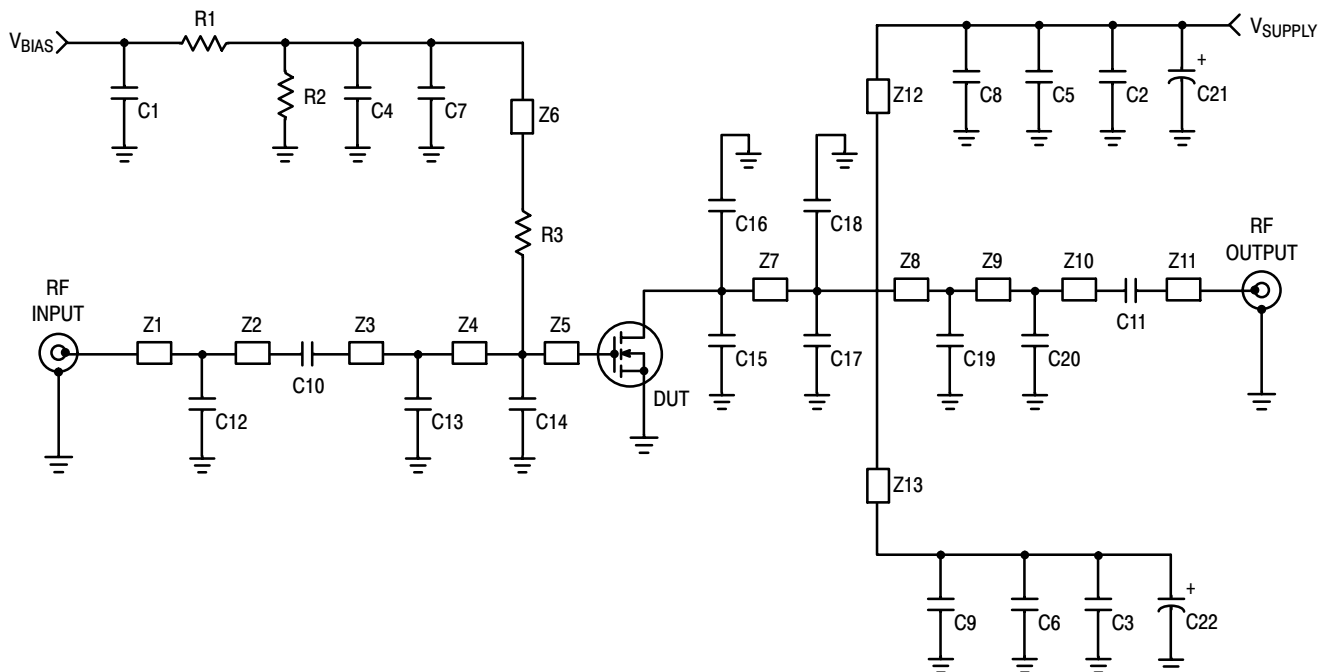 R1
V_BIAS
V_SUPPLY
C1
R2
C4
C7
Z6
Z12
C8
C5
C2
+
C21
C16
C18
R3
RF
INPUT
Z1
Z2
Z3
Z4
Z5
Z7
Z8
Z9
Z10
Z11
RF
OUTPUT
C10
C11
C12
C13
C14
DUT
C15
C17
C19
C20
Z13
C9
C6
C3
+
C22